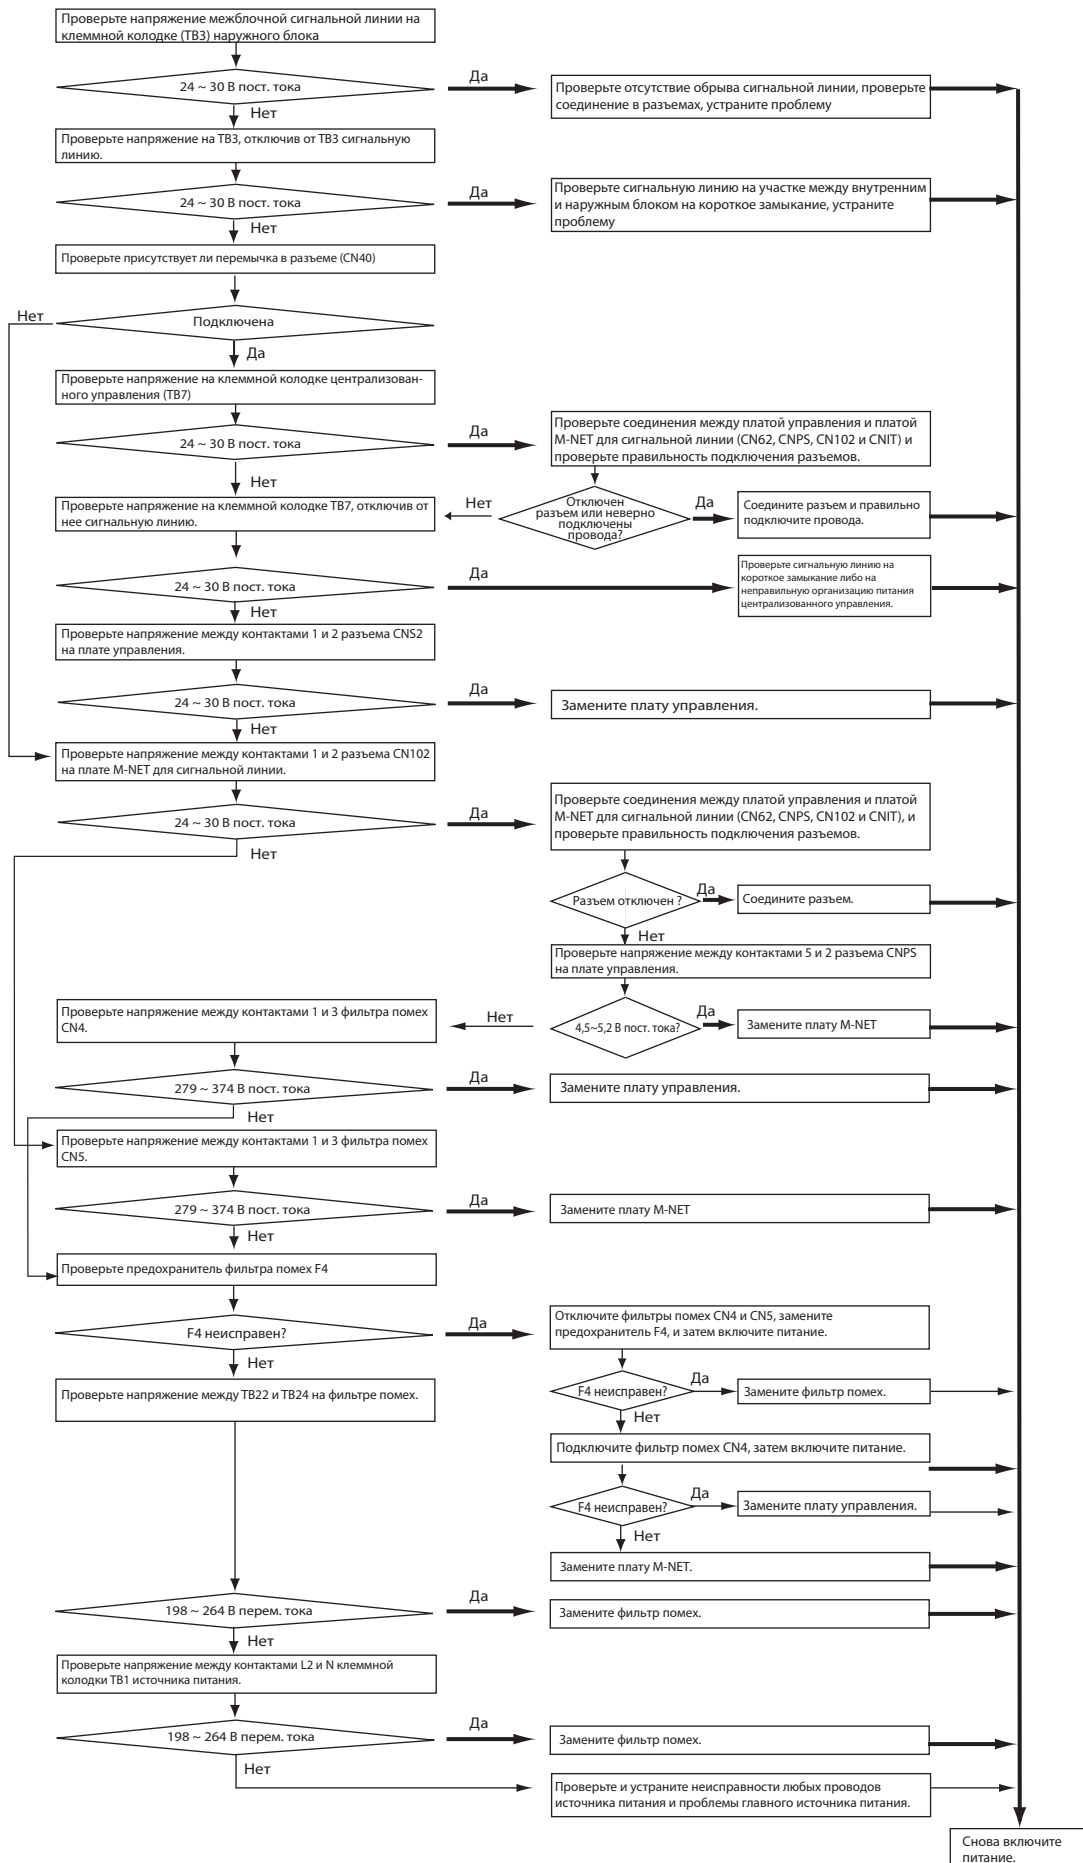 Проверьте напряжение межблочной сигнальной линии на
клеммной колодке (TB3) наружного блока
24 ~ 30 В пост. тока
Да
Проверьте отсутствие обрыва сигнальной линии, проверьте
соединение в разъемах, устраните проблему
Нет
Проверьте напряжение на TB3, отключив от TB3 сигнальную
линию.
24 ~ 30 В пост. тока
Да
Проверьте сигнальную линию на участке между внутренним
и наружным блоком на короткое замыкание, устраните
проблему
Нет
Проверьте присутствует ли перемычка в разъеме (CN40)
Нет
Подключена
Да
Проверьте напряжение на клеммной колодке централизован-
ного управления (TB7)
24 ~ 30 В пост. тока
Да
Проверьте соединения между платой управления и платой
M-NET для сигнальной линии (CN62, CNPS, CN102 и CNIT) и
проверьте правильность подключения разъемов.
Нет
Проверьте напряжение на клеммной колодке TB7, отключив от
нее сигнальную линию.
Нет
Отключен
разъем или неверно
подключены
провода?
Да
Соедините разъем и правильно
подключите провода.
24 ~ 30 В пост. тока
Да
Проверьте сигнальную линию на
короткое замыкание либо на
неправильную организацию питания
централизованного управления.
Нет
Проверьте напряжение между контактами 1 и 2 разъема CNS2
на плате управления.
24 ~ 30 В пост. тока
Да
Замените плату управления.
Нет
Проверьте напряжение между контактами 1 и 2 разъема CN102
на плате M-NET для сигнальной линии.
24 ~ 30 В пост. тока
Да
Проверьте соединения между платой управления и платой
M-NET для сигнальной линии (CN62, CNPS, CN102 и CNIT), и
проверьте правильность подключения разъемов.
Нет
Разъем отключен ?
Да
Соедините разъем.
Нет
Проверьте напряжение между контактами 5 и 2 разъема CNPS
на плате управления.
Проверьте напряжение между контактами 1 и 3 фильтра помех
CN4.
Нет
4,5~5,2 В пост. тока?
Да
Замените плату M-NET
279 ~ 374 В пост. тока
Да
Замените плату управления.
Нет
Проверьте напряжение между контактами 1 и 3 фильтра помех
CN5.
279 ~ 374 В пост. тока
Да
Замените плату M-NET
Нет
Проверьте предохранитель фильтра помех F4
F4 неисправен?
Да
Отключите фильтры помех CN4 и CN5, замените
предохранитель F4, и затем включите питание.
Нет
Проверьте напряжение между TB22 и TB24 на фильтре помех.
F4 неисправен?
Да
Замените фильтр помех.
Нет
Подключите фильтр помех CN4, затем включите питание.
F4 неисправен?
Да
Замените плату управления.
Нет
Замените плату M-NET.
198 ~ 264 В перем. тока
Да
Замените фильтр помех.
Нет
Проверьте напряжение между контактами L2 и N клеммной
колодки TB1 источника питания.
198 ~ 264 В перем. тока
Да
Замените фильтр помех.
Нет
Проверьте и устраните неисправности любых проводов
источника питания и проблемы главного источника питания.
Снова включите
питание.